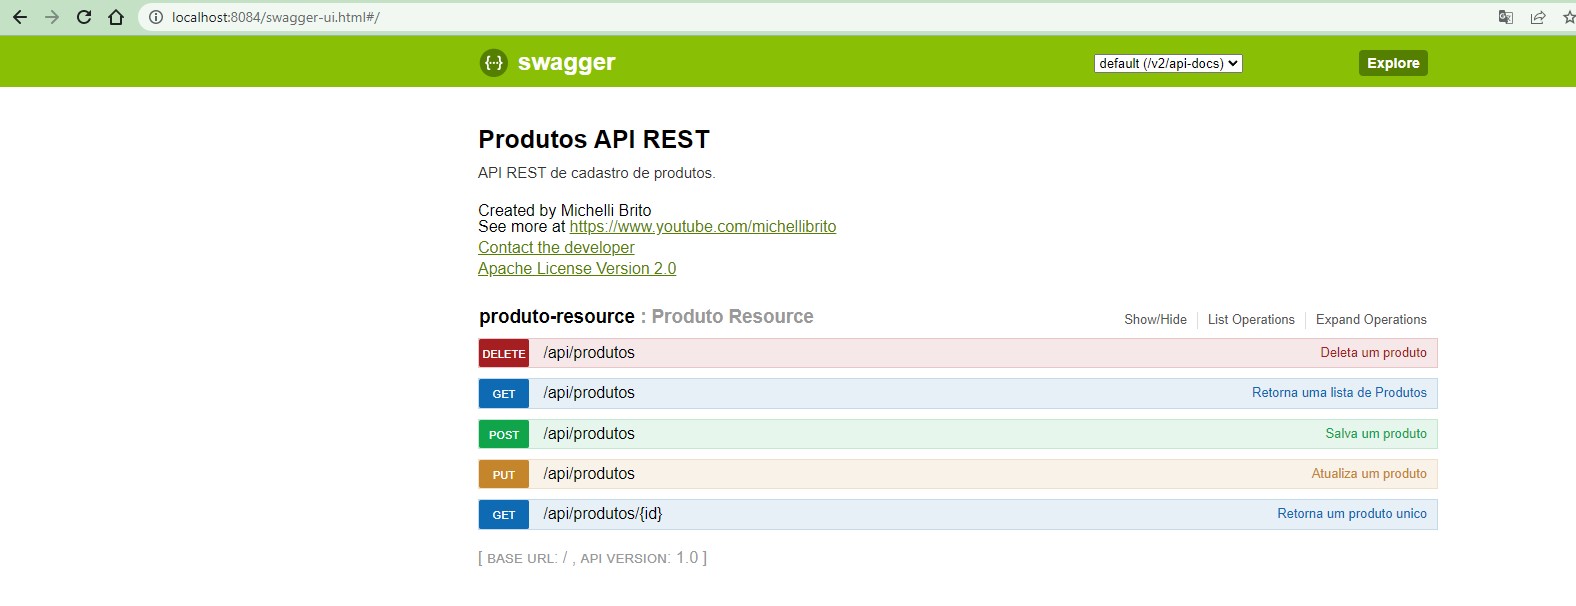 localhost:8084/swagger-ui.html#/
{···} swagger default (/v2/api-docs) Explore
Produtos API REST
API REST de cadastro de produtos.
Created by Michelli Brito
See more at https://www.youtube.com/michellibrito
Contact the developer
Apache License Version 2.0
produto-resource : Produto Resource Show/Hide List Operations Expand Operations
DELETE /api/produtos Deleta um produto
GET /api/produtos Retorna uma lista de Produtos
POST /api/produtos Salva um produto
PUT /api/produtos Atualiza um produto
GET /api/produtos/{id} Retorna um produto unico
[ BASE URL: / , API VERSION: 1.0 ]